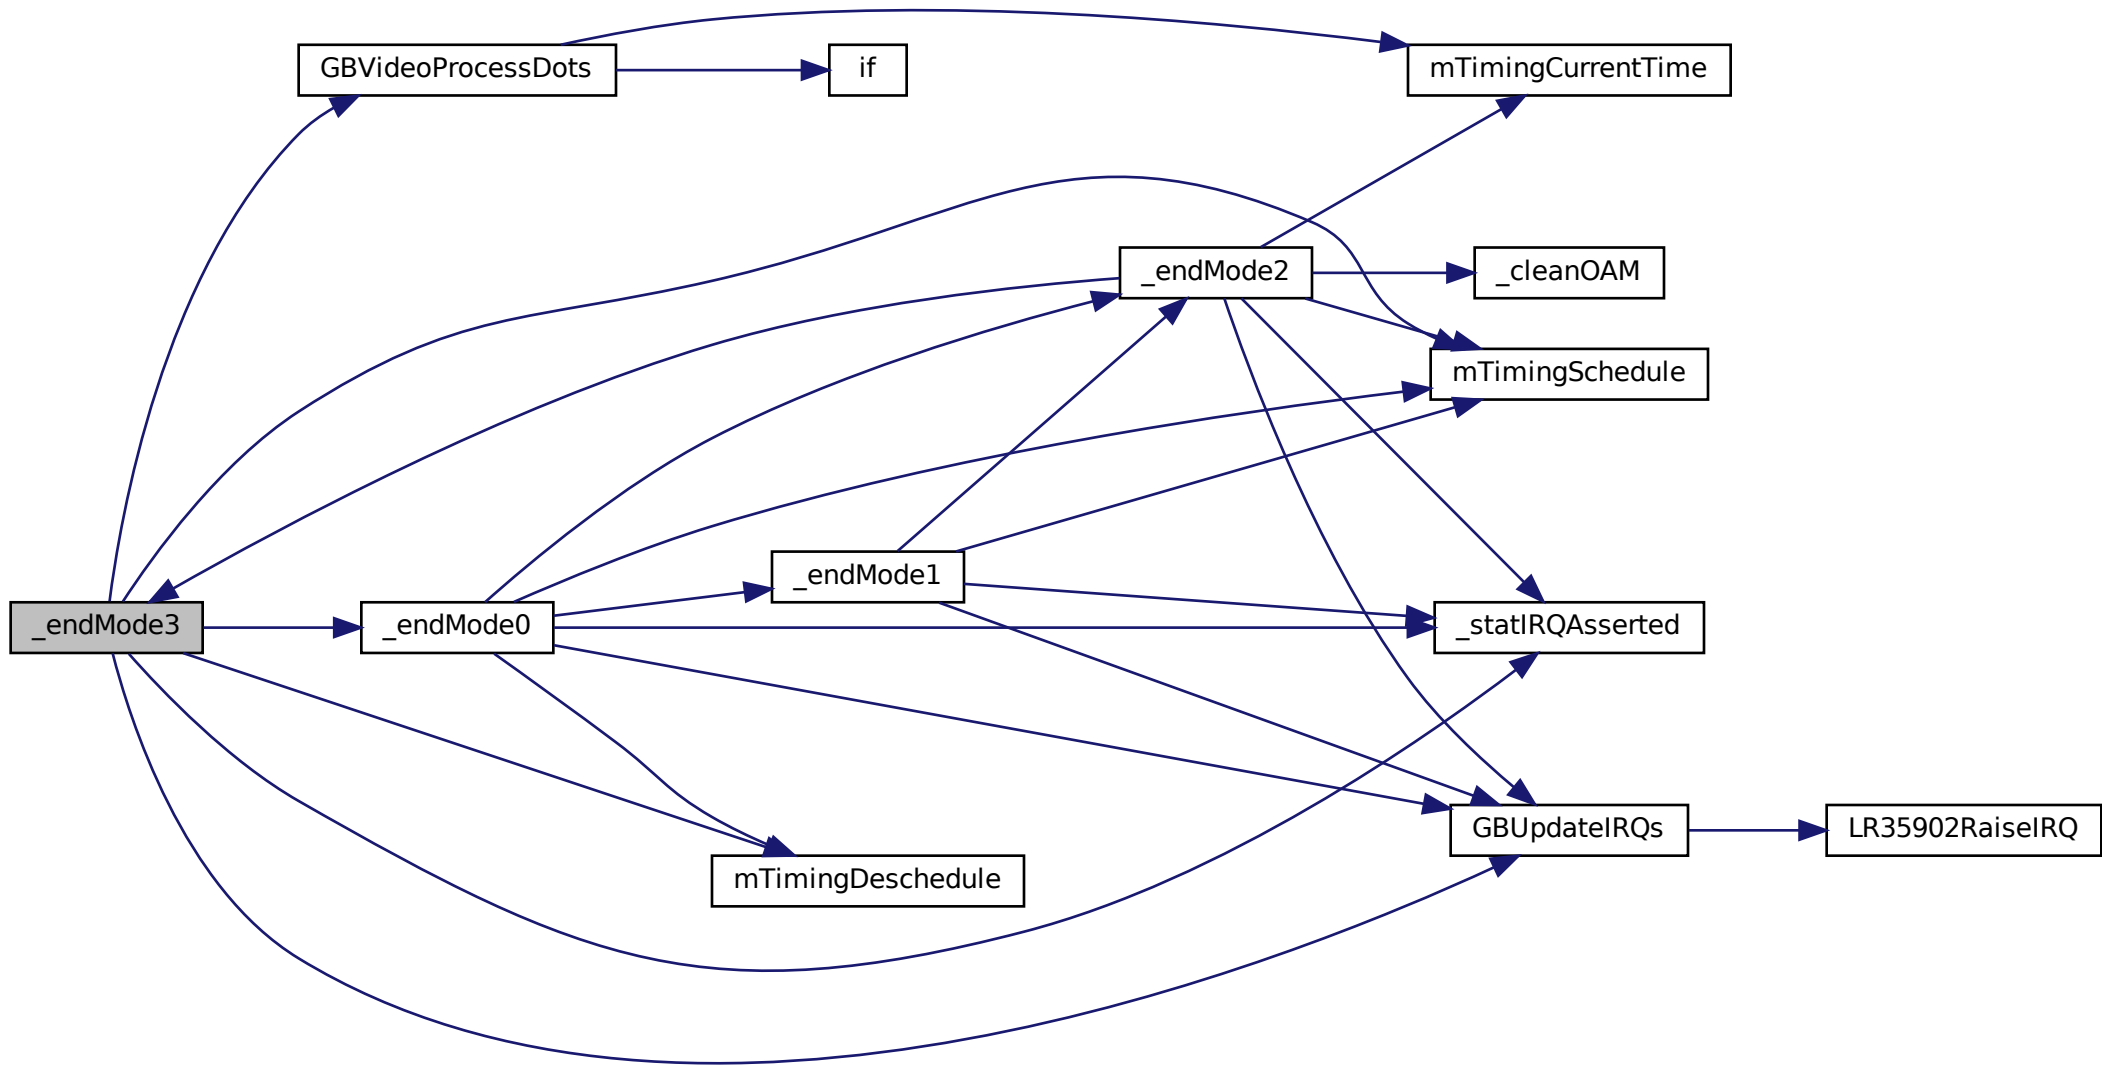 GBVideoProcessDots
if
mTimingCurrentTime
_endMode2
_cleanOAM
mTimingSchedule
_endMode1
_endMode3
_endMode0
_statIRQAsserted
GBUpdateIRQs
LR35902RaiseIRQ
mTimingDeschedule